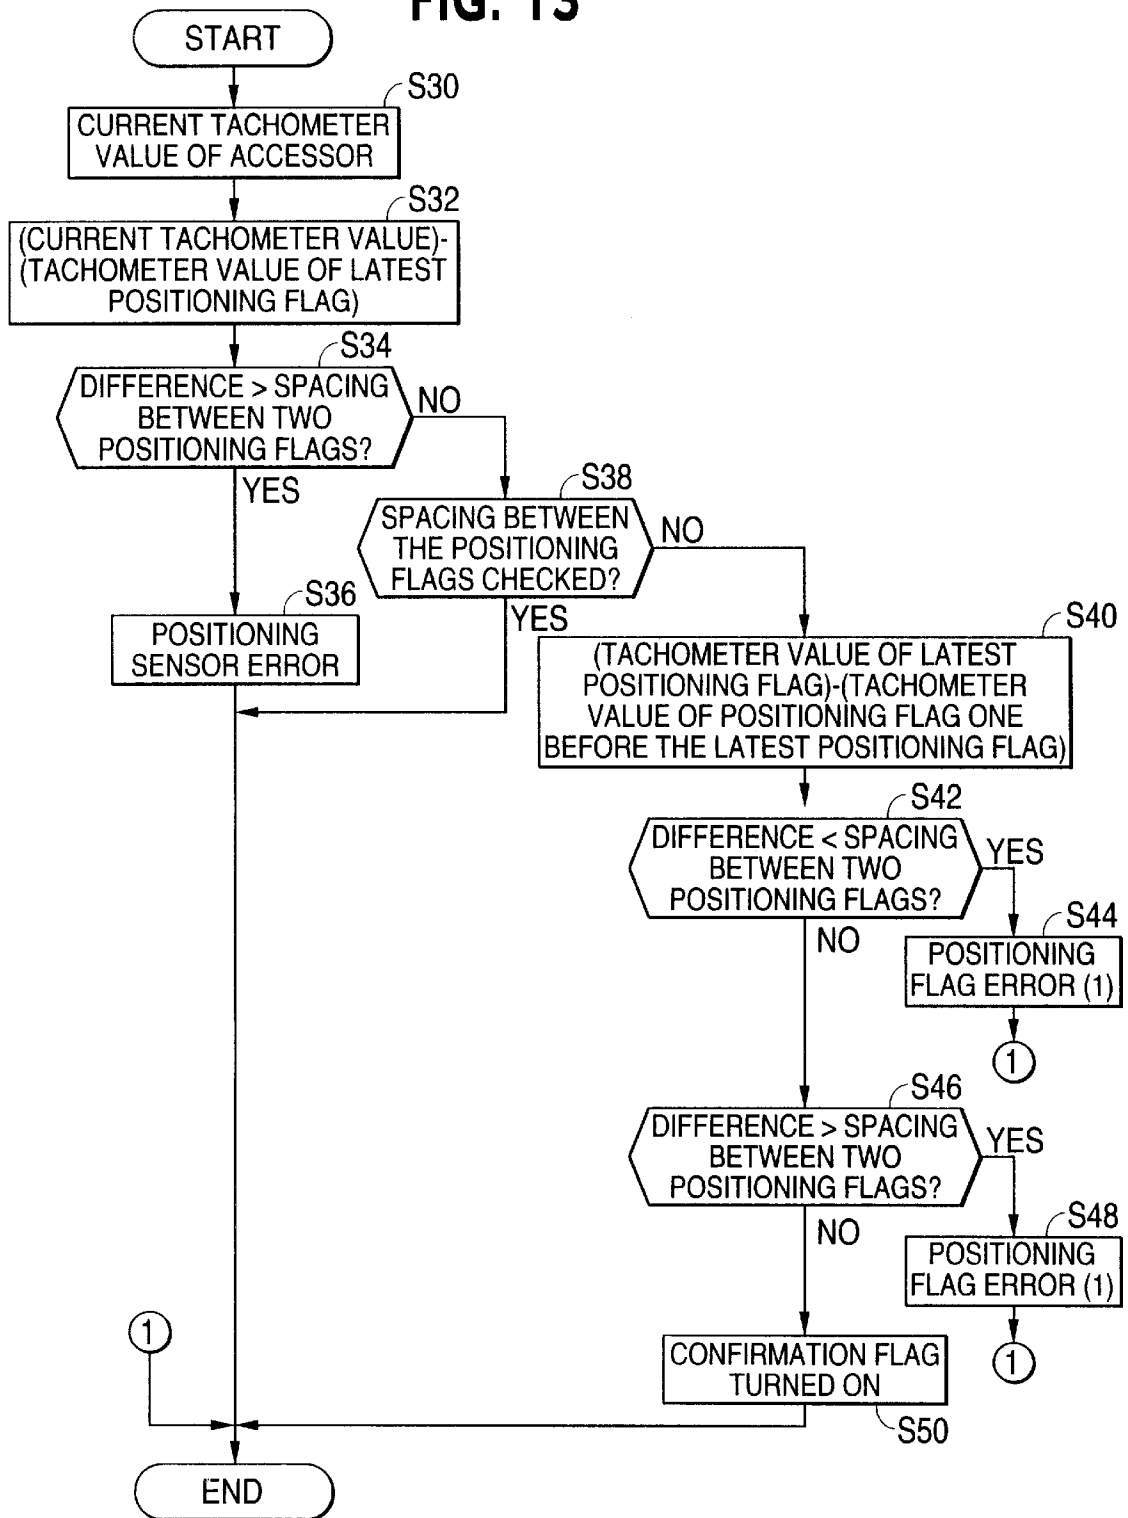 FIG. 13
START
S30
CURRENT TACHOMETER
VALUE OF ACCESSOR
S32
(CURRENT TACHOMETER VALUE)-
(TACHOMETER VALUE OF LATEST
POSITIONING FLAG)
S34
DIFFERENCE > SPACING
BETWEEN TWO
POSITIONING FLAGS?
NO
YES
S38
SPACING BETWEEN
THE POSITIONING
FLAGS CHECKED?
NO
YES
S36
POSITIONING
SENSOR ERROR
S40
(TACHOMETER VALUE OF LATEST
POSITIONING FLAG)-(TACHOMETER
VALUE OF POSITIONING FLAG ONE
BEFORE THE LATEST POSITIONING FLAG)
S42
DIFFERENCE < SPACING
BETWEEN TWO
POSITIONING FLAGS?
YES
NO
S44
POSITIONING
FLAG ERROR (1)
1
S46
DIFFERENCE > SPACING
BETWEEN TWO
POSITIONING FLAGS?
YES
NO
S48
POSITIONING
FLAG ERROR (1)
1
1
CONFIRMATION FLAG
TURNED ON
S50
END